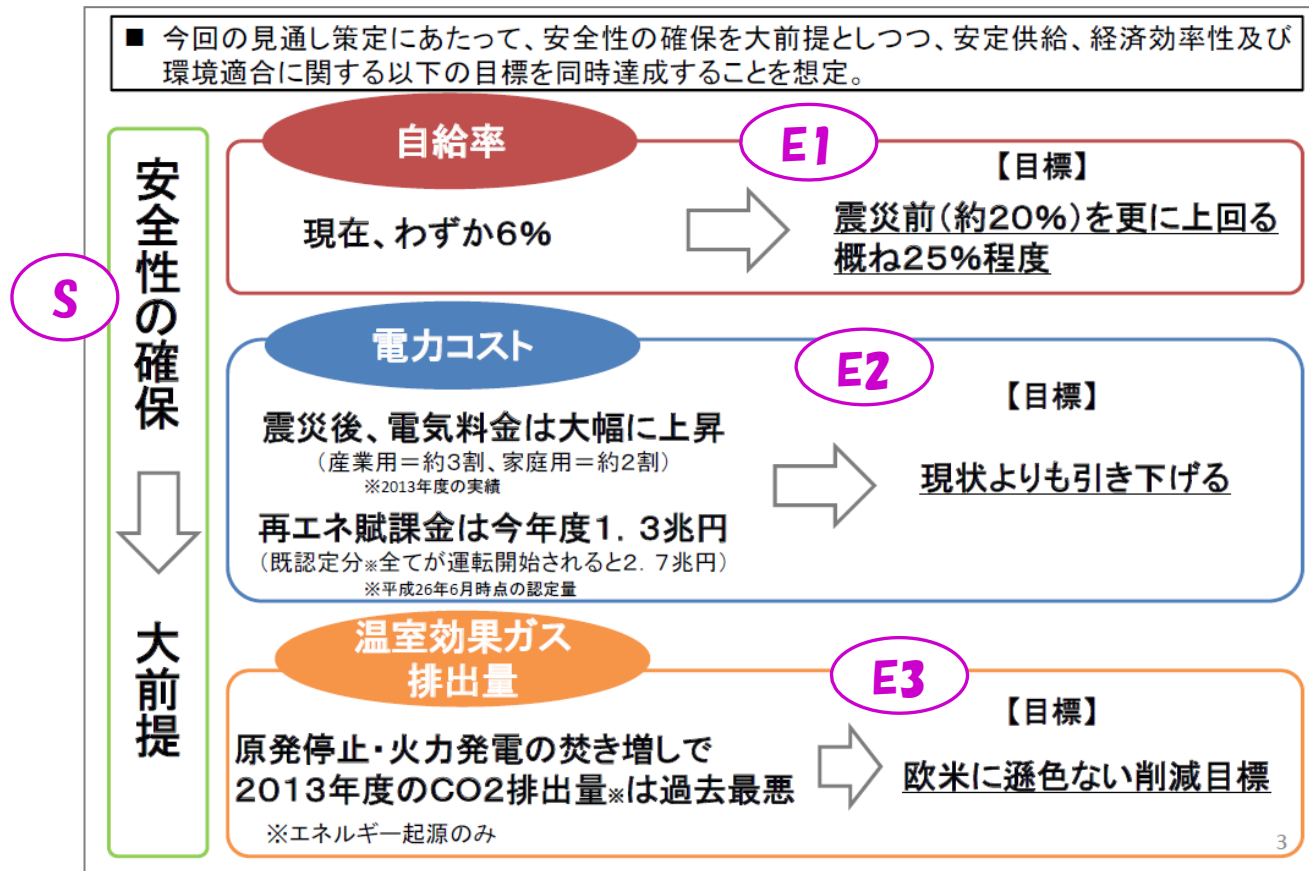 ■ 今回の見通し策定にあたって、安全性の確保を大前提としつつ、安定供給、経済効率性及び
環境適合に関する以下の目標を同時達成することを想定。
S
安全性の確保
大前提
自給率
E1
現在、わずか6%
【目標】
震災前(約20%)を更に上回る
概ね25%程度
電力コスト
E2
震災後、電気料金は大幅に上昇
(産業用=約3割、家庭用=約2割)
※2013年度の実績
再エネ賦課金は今年度1.3兆円
(既認定分※全てが運転開始されると2.7兆円)
※平成26年6月時点の認定量
【目標】
現状よりも引き下げる
温室効果ガス
排出量
E3
原発停止・火力発電の焚き増しで
2013年度のCO2排出量※は過去最悪
※エネルギー起源のみ
【目標】
欧米に遜色ない削減目標
3